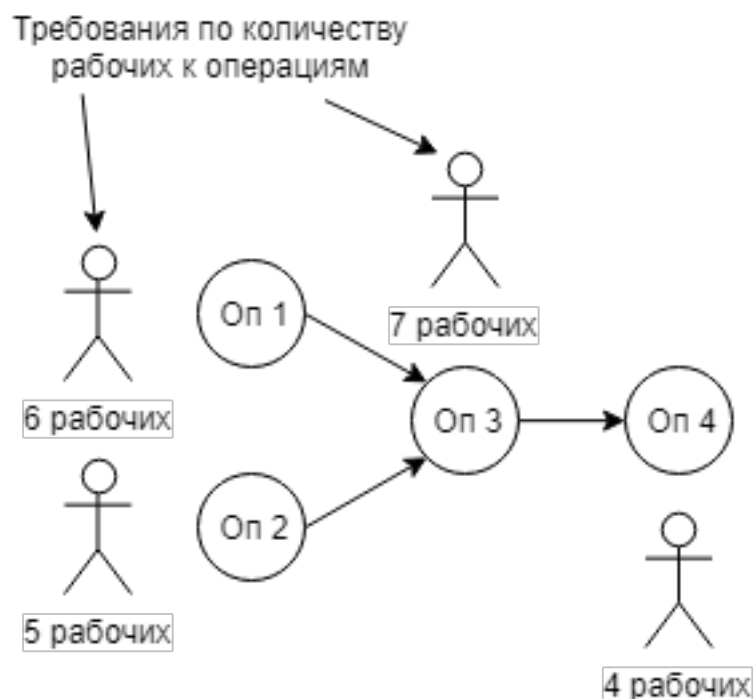 Требования по количеству
рабочих к операциям
7 рабочих
Оп 1
6 рабочих
Оп 3
Оп 4
Оп 2
5 рабочих
4 рабочих